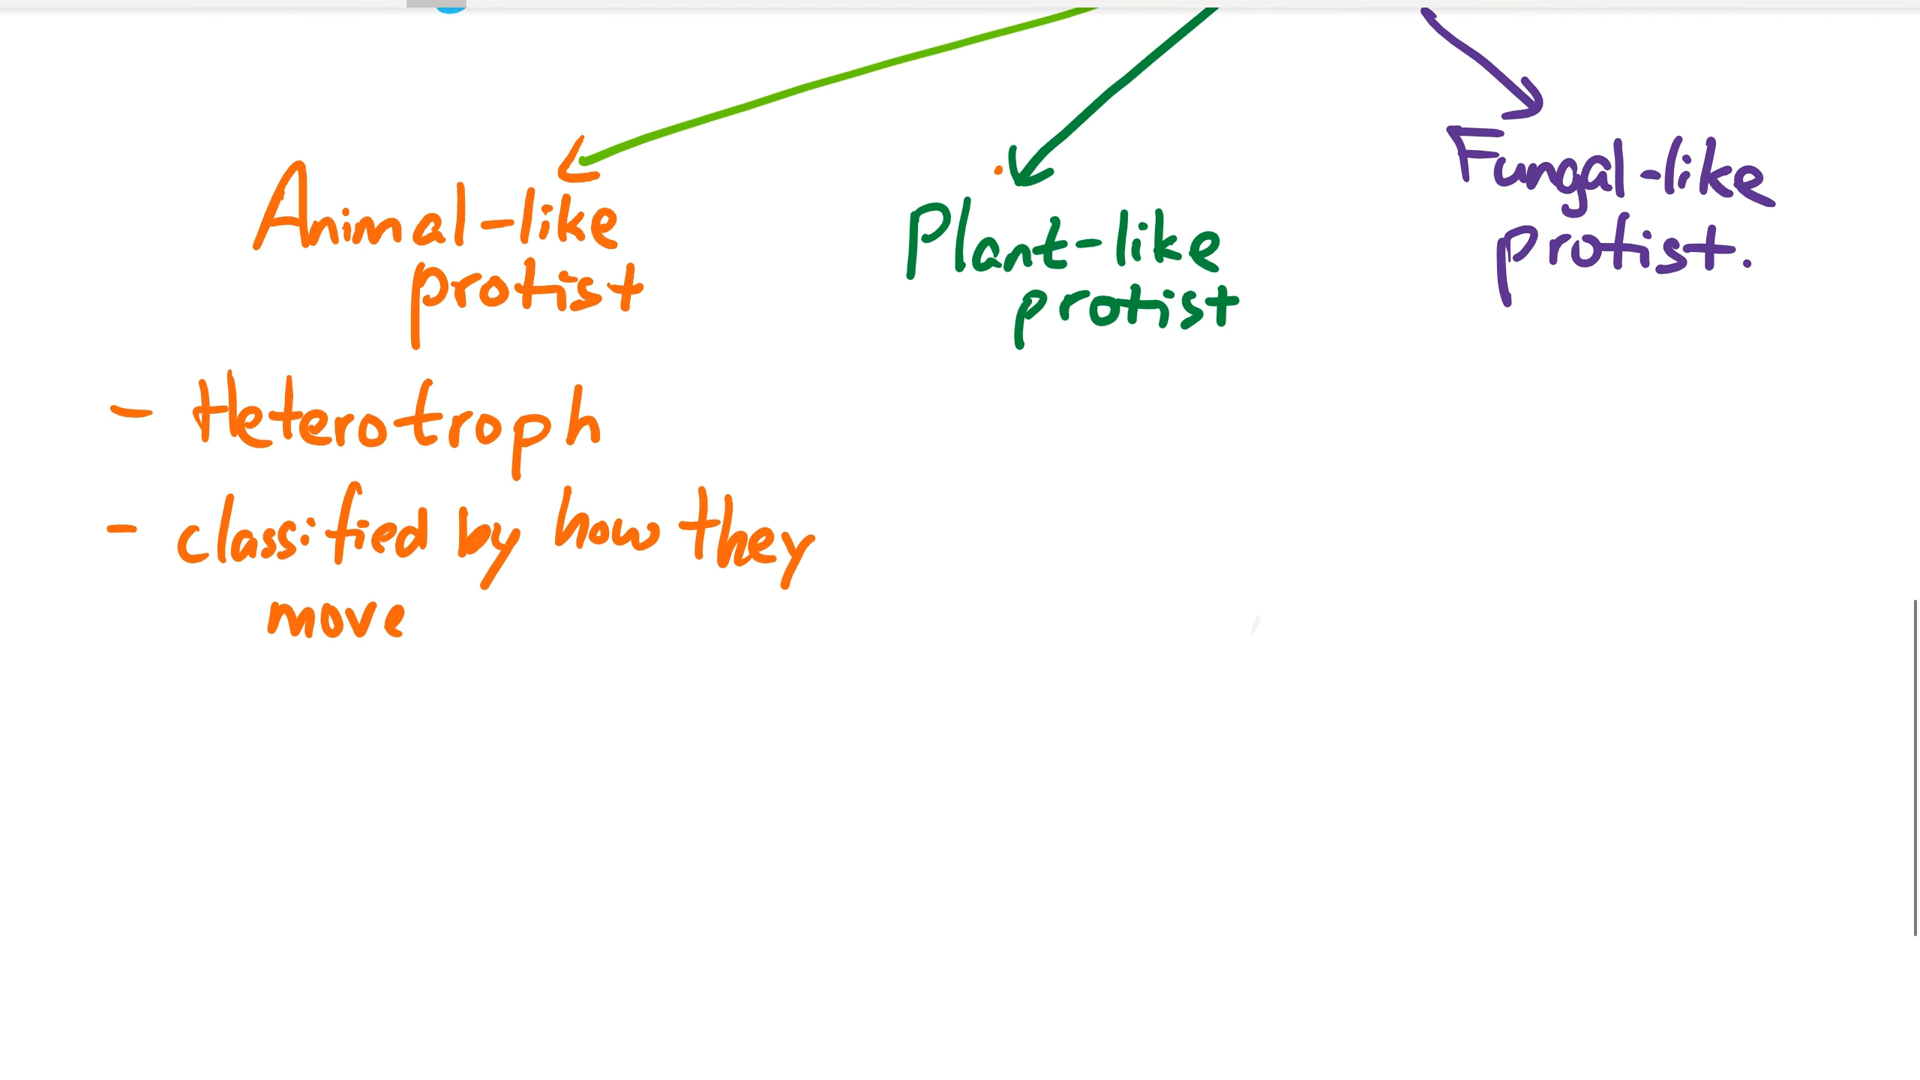 Animal-like
protist
- Heterotroph
- classified by how they
move
Plant-like
protist
Fungal-like
protist.